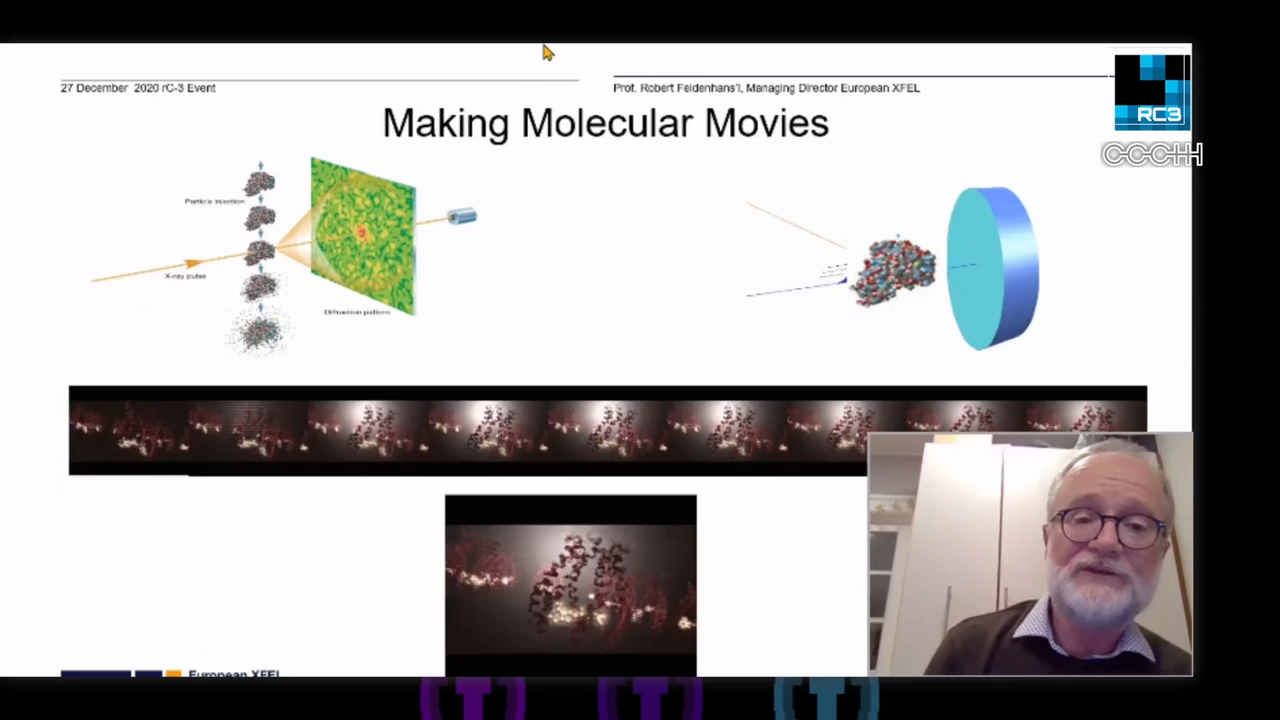 27 December 2020 rC-3 Event
Prof. Robert Feidenhans'l, Managing Director European XFEL
Making Molecular Movies
RC3
CCCHH
Particle injection
X-ray pulse
Diffraction pattern
European XFEL